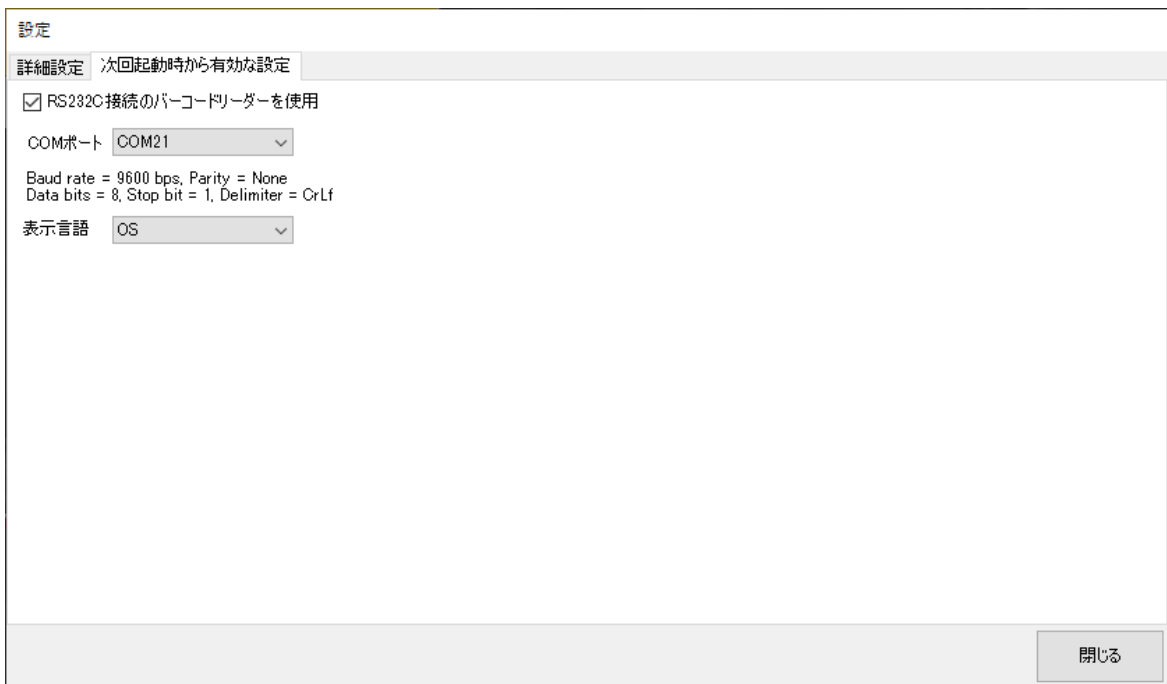 設定
詳細設定 次回起動時から有効な設定
RS232C接続のバーコードリーダーを使用
COMポート COM21
Baud rate = 9600 bps, Parity = None
Data bits = 8, Stop bit = 1, Delimiter = CrLf
表示言語 OS
閉じる